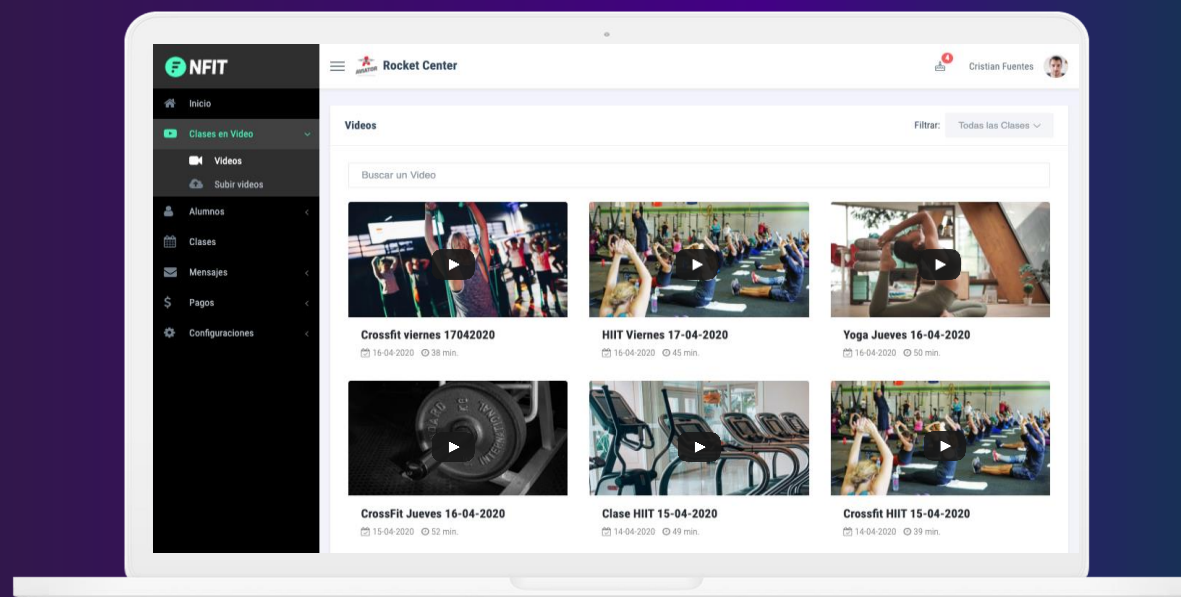 NFIT
Inicio
Clases en Video
Videos
Subir videos
Alumnos
Clases
Mensajes
Pagos
Configuraciones
AVIATOR
Rocket Center
4
Cristian Fuentes
Videos
Filtrar:
Todas las Clases
Buscar un Video
Crossfit viernes 17042020
16-04-2020 38 min.
HIIT Viernes 17-04-2020
16-04-2020 45 min.
Yoga Jueves 16-04-2020
16-04-2020 50 min.
CrossFit Jueves 16-04-2020
15-04-2020 52 min.
Clase HIIT 15-04-2020
14-04-2020 49 min.
Crossfit HIIT 15-04-2020
14-04-2020 39 min.